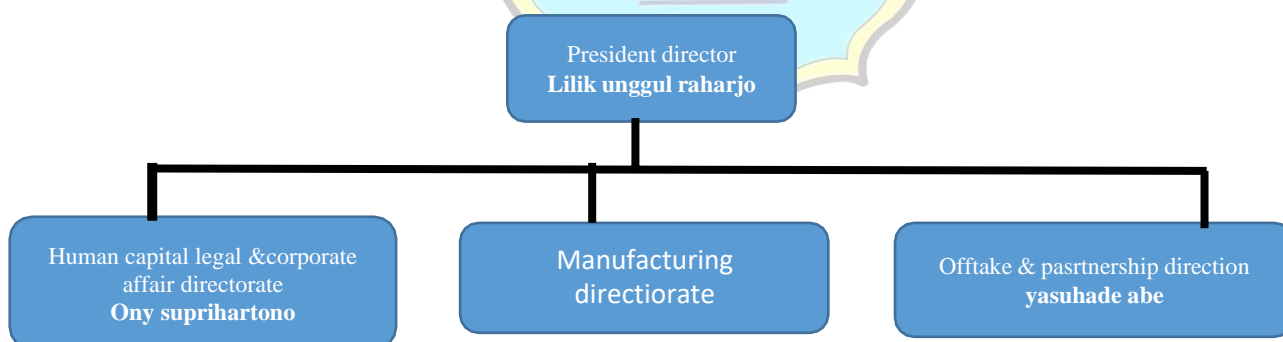 President director
Lilik unggul raharjo
Human capital legal &corporate
affair directorate
Ony suprihartono
Manufacturing
directiorate
Offtake & pasrtnership direction
yasuhade abe